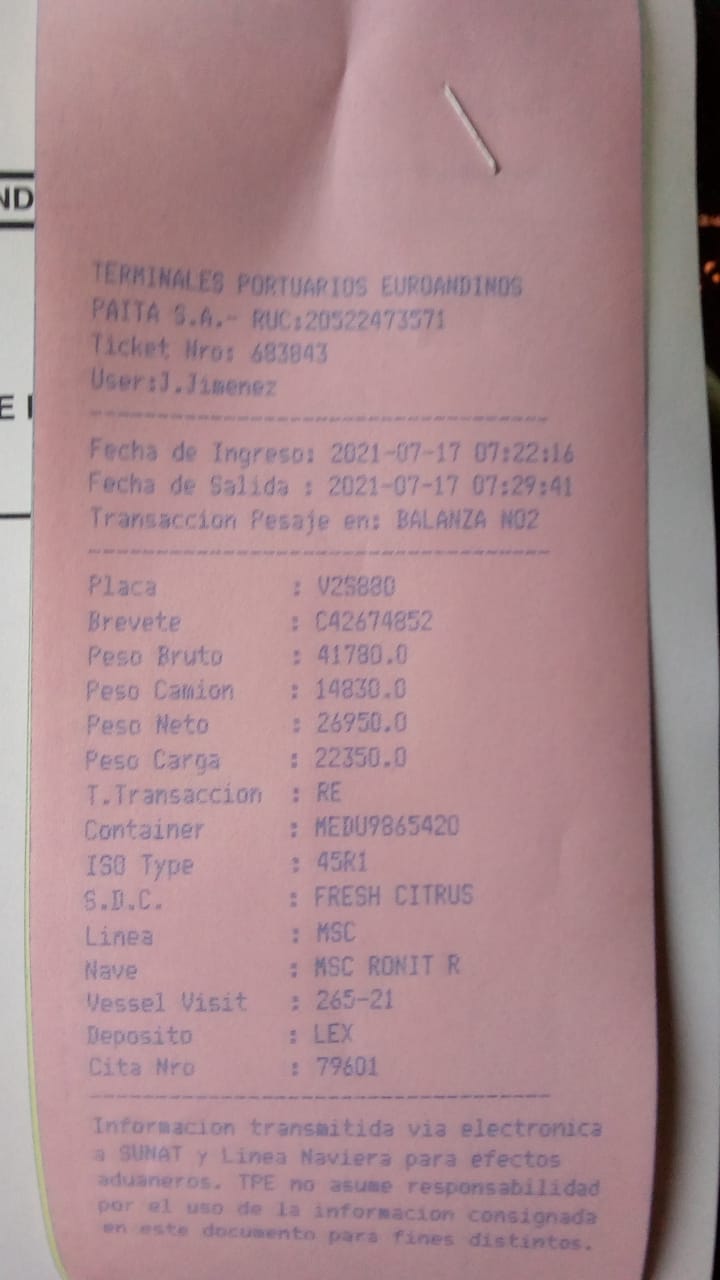 ND
E
TERMINALES PORTUARIOS EUROANDINOS
PAITA S.A.- RUC:20522473571
Ticket Nro: 683843
User:J.Jimenez
Fecha de Ingreso: 2021-07-17 07:22:16
Fecha de Salida : 2021-07-17 07:29:41
Transaccion Pesaje en: BALANZA NO2
Placa : V2S880
Brevete : C42674852
Peso Bruto : 41780.0
Peso Camion : 14830.0
Peso Neto : 26950.0
Peso Carga : 22350.0
T.Transaccion : RE
Container : MEDU9865420
ISO Type : 45R1
S.D.C. : FRESH CITRUS
Linea : MSC
Nave : MSC RONIT R
Vessel Visit : 265-21
Deposito : LEX
Cita Nro : 79601
Informacion transmitida via electronica
a SUNAT y Linea Naviera para efectos
aduaneros. TPE no asume responsabilidad
por el uso de la informacion consignada
en este documento para fines distintos.